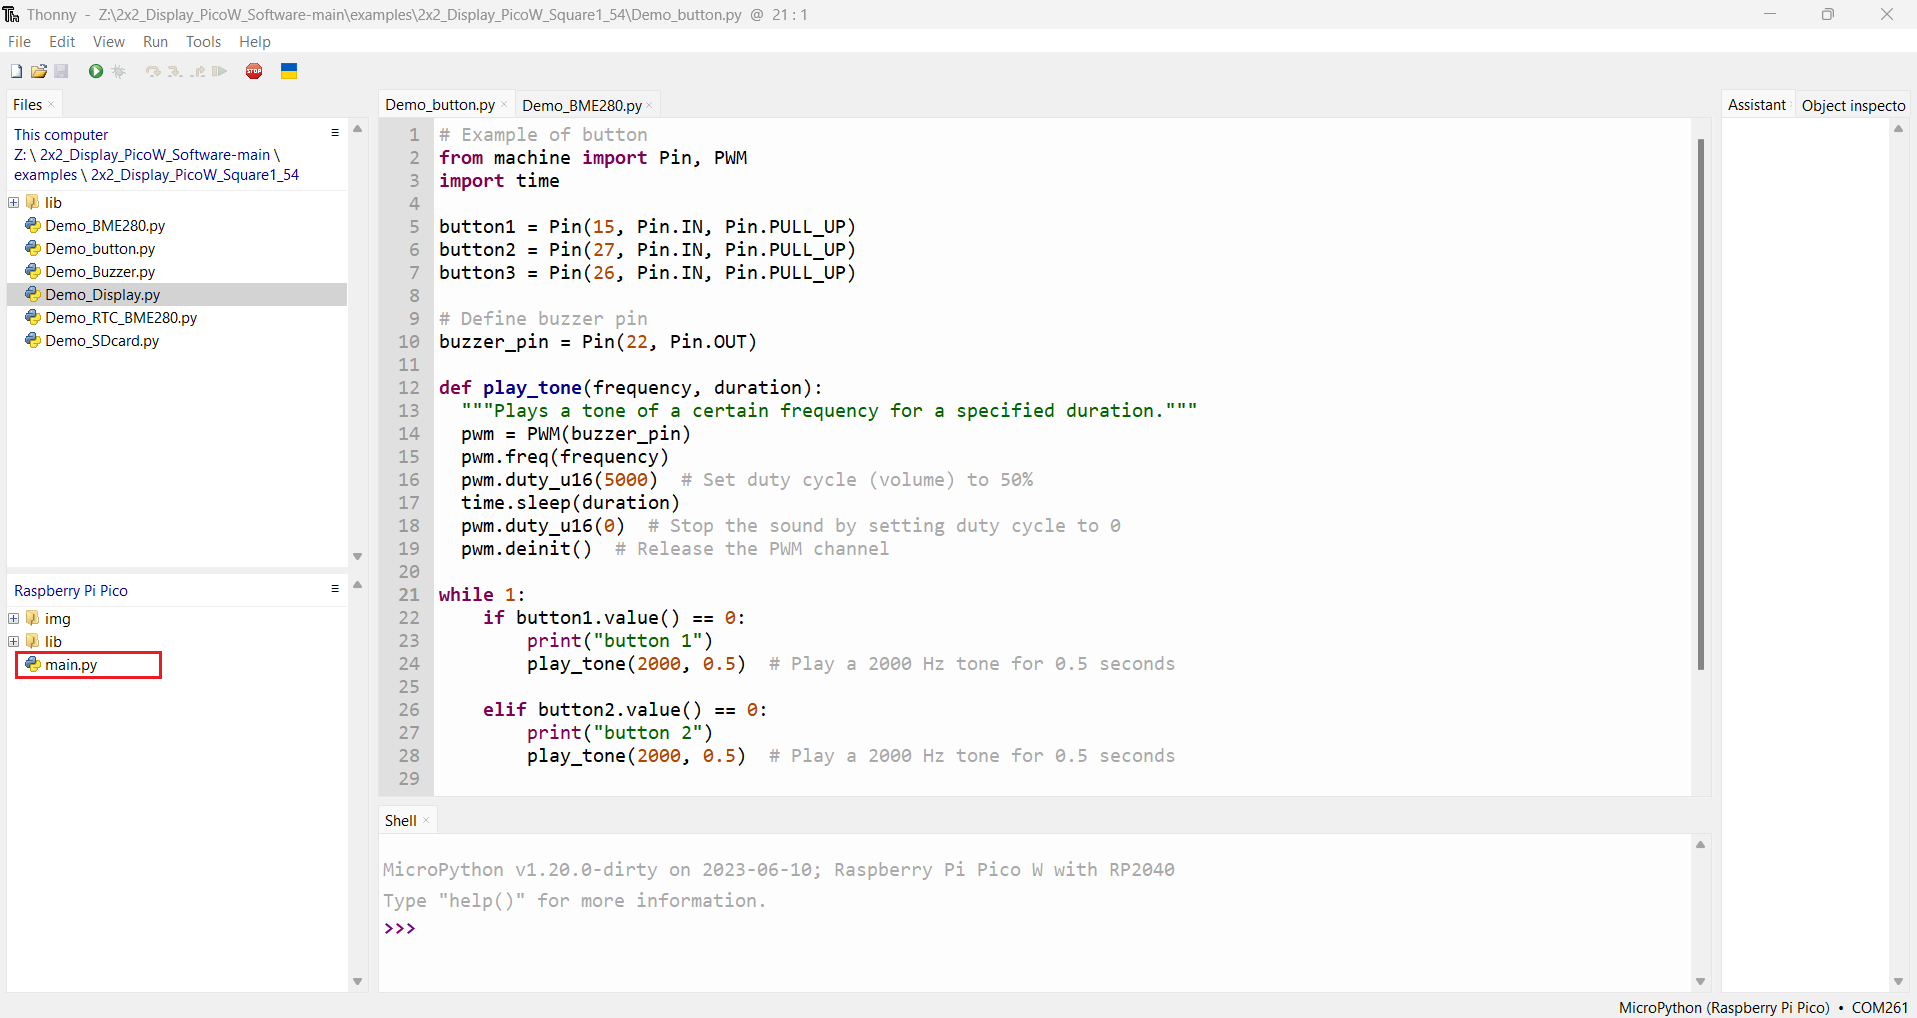 Thonny - Z:\2x2_Display_PicoW_Software-main\examples\2x2_Display_PicoW_Square1_54\Demo_button.py @ 21 : 1
File Edit View Run Tools Help
STOP
Files
This computer
Z: \ 2x2_Display_PicoW_Software-main \
examples \ 2x2_Display_PicoW_Square1_54
lib
Demo_BME280.py
Demo_button.py
Demo_Buzzer.py
Demo_Display.py
Demo_RTC_BME280.py
Demo_SDcard.py
Raspberry Pi Pico
img
lib
main.py
Demo_button.py Demo_BME280.py
1 # Example of button
2 from machine import Pin, PWM
3 import time
4
5 button1 = Pin(15, Pin.IN, Pin.PULL_UP)
6 button2 = Pin(27, Pin.IN, Pin.PULL_UP)
7 button3 = Pin(26, Pin.IN, Pin.PULL_UP)
8
9 # Define buzzer pin
10 buzzer_pin = Pin(22, Pin.OUT)
11
12 def play_tone(frequency, duration):
13 """Plays a tone of a certain frequency for a specified duration."""
14 pwm = PWM(buzzer_pin)
15 pwm.freq(frequency)
16 pwm.duty_u16(5000) # Set duty cycle (volume) to 50%
17 time.sleep(duration)
18 pwm.duty_u16(0) # Stop the sound by setting duty cycle to 0
19 pwm.deinit() # Release the PWM channel
20
21 while 1:
22 if button1.value() == 0:
23 print("button 1")
24 play_tone(2000, 0.5) # Play a 2000 Hz tone for 0.5 seconds
25
26 elif button2.value() == 0:
27 print("button 2")
28 play_tone(2000, 0.5) # Play a 2000 Hz tone for 0.5 seconds
29
Shell
MicroPython v1.20.0-dirty on 2023-06-10; Raspberry Pi Pico W with RP2040
Type "help()" for more information.
>>>
Assistant Object inspecto
MicroPython (Raspberry Pi Pico) • COM261